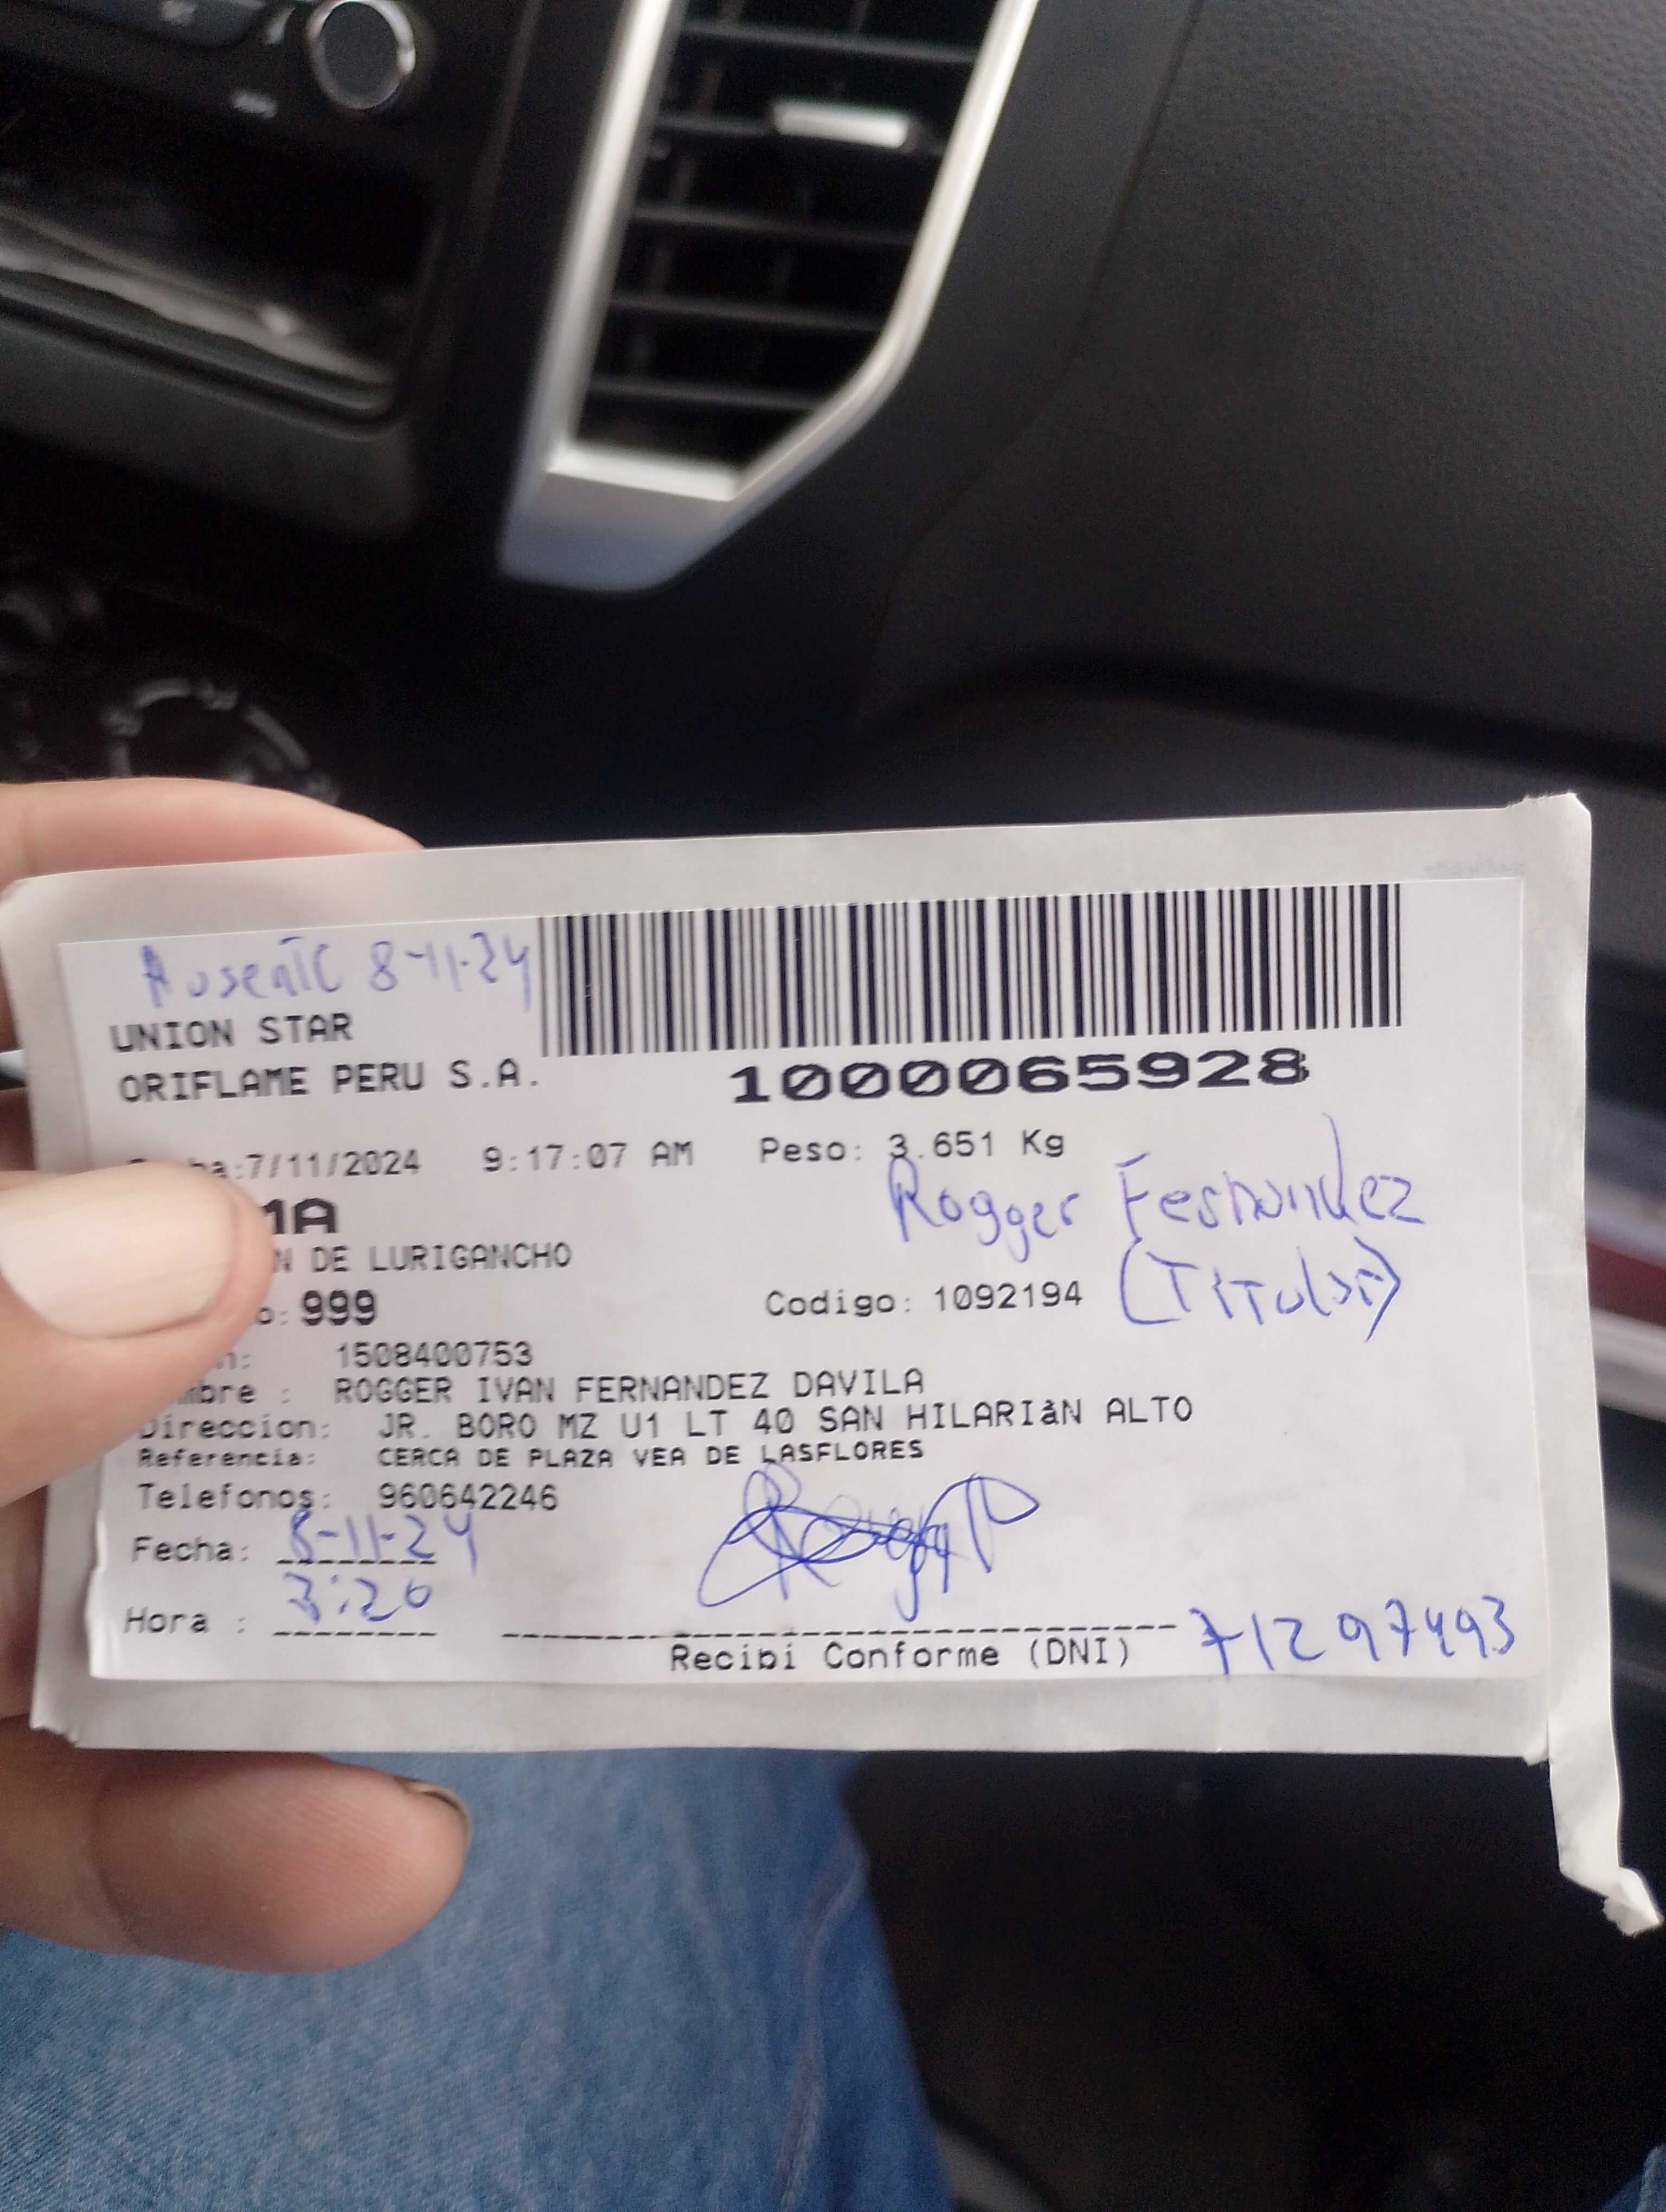 Ausente 8-11-24
UNION STAR
ORIFLAME PERU S.A.
1000065928
ha:7/11/2024 9:17:07 AM Peso: 3.651 Kg
MA
Rogger Fernandez
N DE LURIGANCHO
(Titular)
o: 999 Codigo: 1092194
n: 1508400753
mbre : ROGGER IVAN FERNANDEZ DAVILA
Direccion: JR. BORO MZ U1 LT 40 SAN HILARIåN ALTO
Referencia: CERCA DE PLAZA VEA DE LASFLORES
Telefonos: 960642246
Fecha: 8-11-24
Hora : 3:20
Recibi Conforme (DNI) 71297493